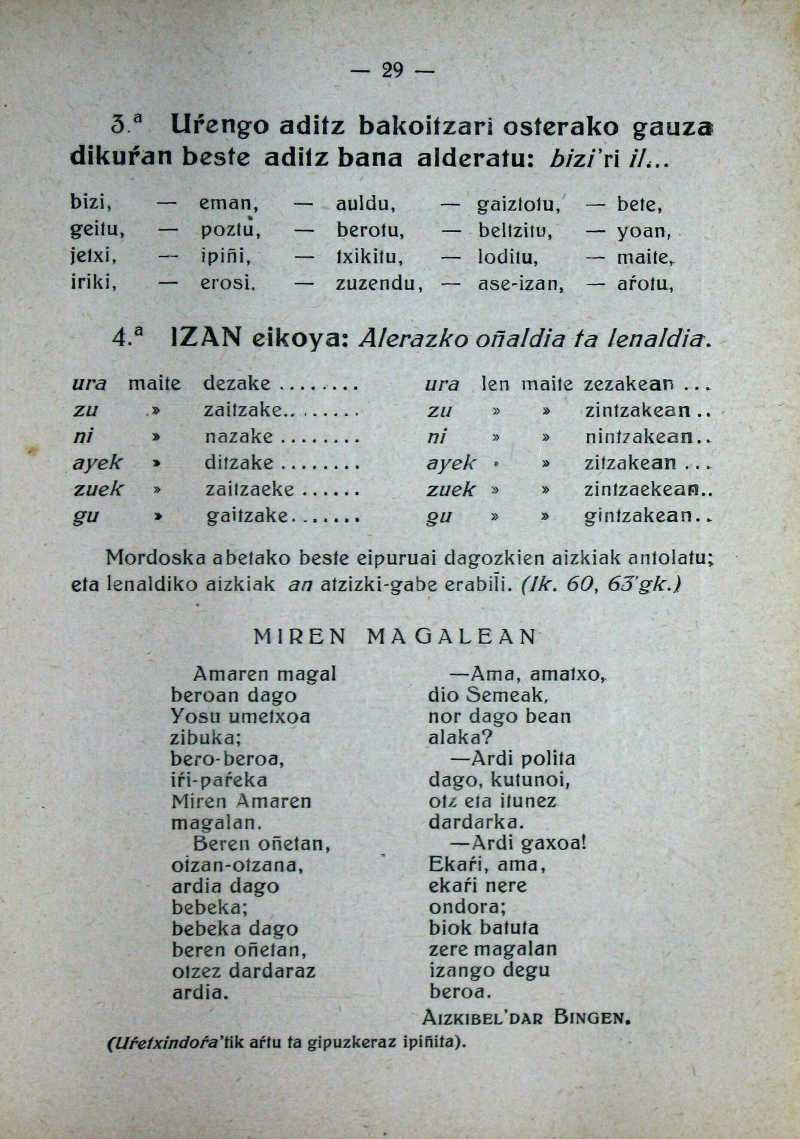 — 29 —
3.ª Uŕengo aditz bakoitzari osterako gauza
dikuŕan beste aditz bana alderatu: bizi'ri il...
bizi, — eman, — auldu, — gaiztotu, — bete,
geitu, — poztu, — berotu, — beltzitu, — yoan,
jetxi, — ipiñi, — txikitu, — loditu, — maite,
iriki, — erosi. — zuzendu, — ase-izan, — aŕotu,
4.ª IZAN eikoya: Alerazko oñaldia ta lenaldia.
ura maite dezake ........ ura len maite zezakean ...
zu » zaitzake........ zu » » zintzakean ..
ni » nazake ........ ni » » nintzakean..
ayek » ditzake ........ ayek » » zitzakean ...
zuek » zaitzaeke ...... zuek » » zintzaekean..
gu » gaitzake........ gu » » gintzakean..
Mordoska abetako beste eipuruai dagozkien aizkiak antolatu;
eta lenaldiko aizkiak an atzizki-gabe erabili. (Ik. 60, 63'gk.)
MIREN MAGALEAN
Amaren magal
beroan dago
Yosu umetxoa
zibuka;
bero-beroa,
iŕi-paŕeka
Miren Amaren
magalan.
Beren oñetan,
otzan-otzana,
ardia dago
bebeka;
bebeka dago
beren oñetan,
otzez dardaraz
ardia.
—Ama, amatxo,
dio Semeak,
nor dago bean
alaka?
—Ardi polita
dago, kutunoi,
otz eta itunez
dardarka.
—Ardi gaxoa!
Ekaŕi, ama,
ekaŕi nere
ondora;
biok batuta
zere magalan
izango degu
beroa.
AIZKIBEL'DAR BINGEN.
(Uŕetxindoŕa'tik aŕtu ta gipuzkeraz ipiñita).